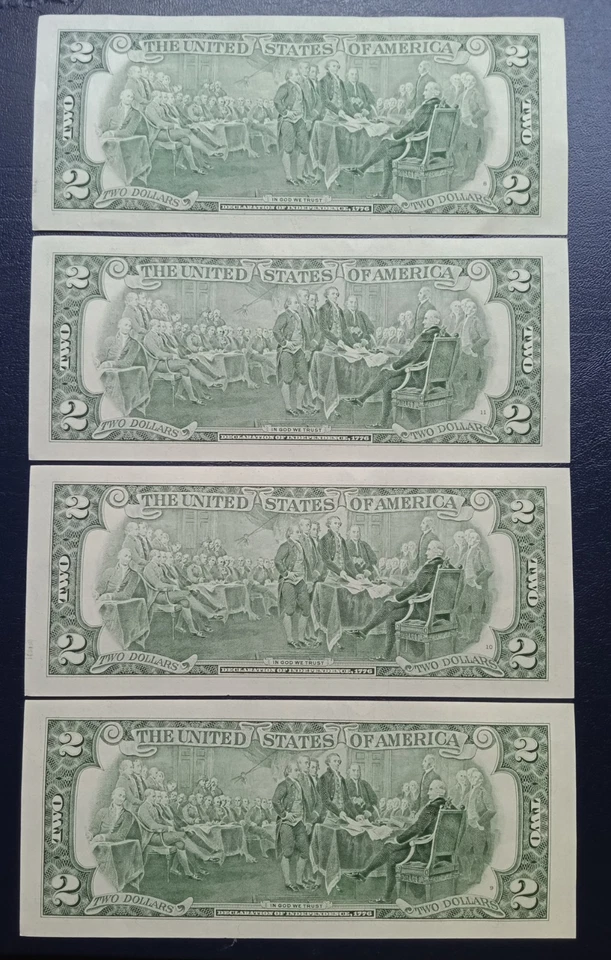 2 THE UNITED STATES OF AMERICA 2
TWO TWO
2 TWO DOLLARS IN GOD WE TRUST TWO DOLLARS 2
DECLARATION OF INDEPENDENCE, 1776
2 THE UNITED STATES OF AMERICA 2
TWO TWO
11
2 TWO DOLLARS IN GOD WE TRUST TWO DOLLARS 2
DECLARATION OF INDEPENDENCE, 1776
2 THE UNITED STATES OF AMERICA 2
TWO TWO
10
2 TWO DOLLARS IN GOD WE TRUST TWO DOLLARS 2
DECLARATION OF INDEPENDENCE, 1776
2 THE UNITED STATES OF AMERICA 2
TWO TWO
2 TWO DOLLARS IN GOD WE TRUST TWO DOLLARS 2
DECLARATION OF INDEPENDENCE, 1776